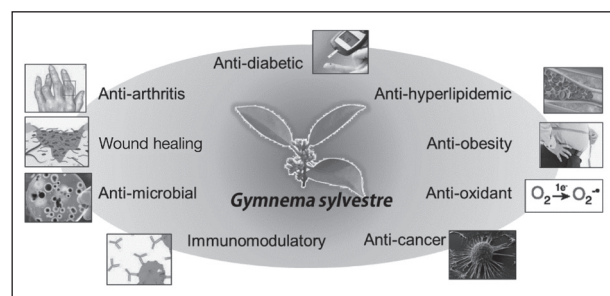 Anti-diabetic
Anti-arthritis
Anti-hyperlipidemic
Wound healing
Anti-obesity
Anti-microbial
Anti-oxidant
O₂ 1e⁻→ O₂⁻•
Gymnema sylvestre
Immunomodulatory
Anti-cancer